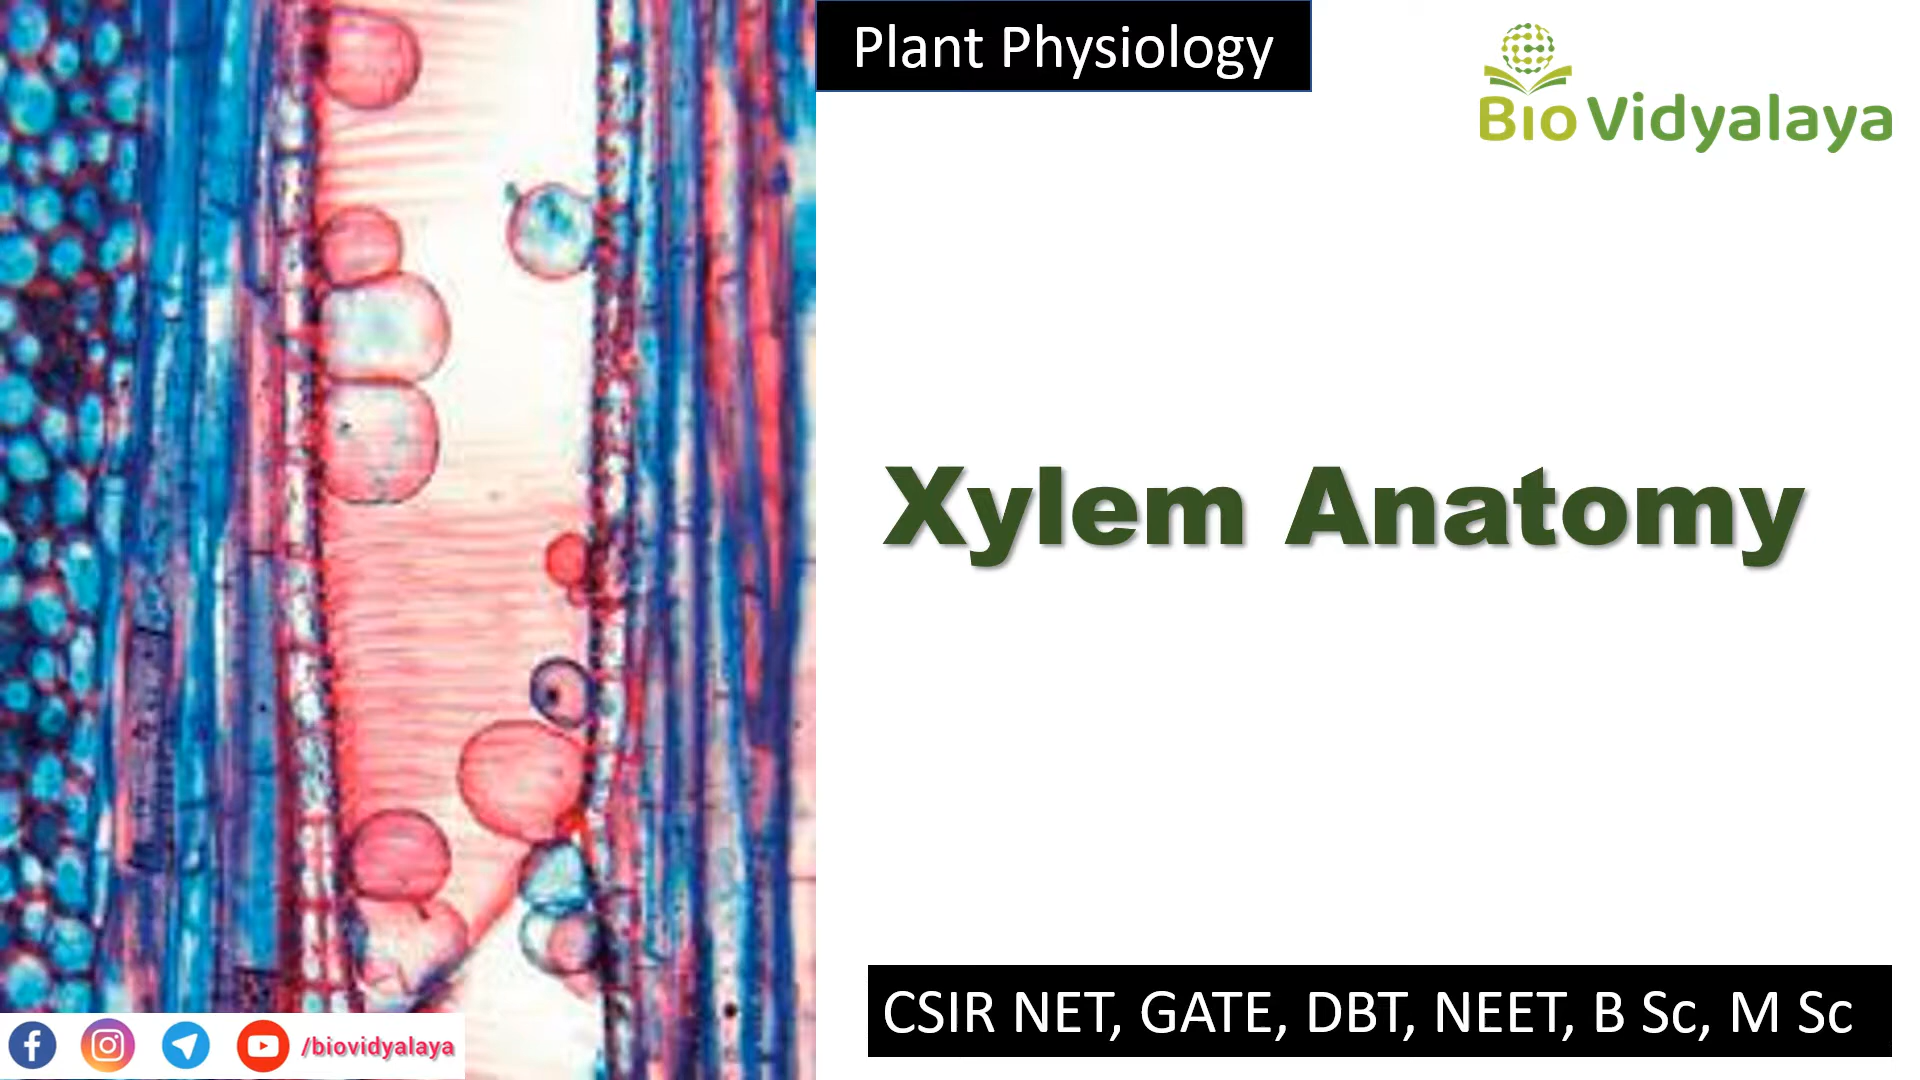 Plant Physiology
Bio Vidyalaya
Xylem Anatomy
CSIR NET, GATE, DBT, NEET, B Sc, M Sc
/biovidyalaya